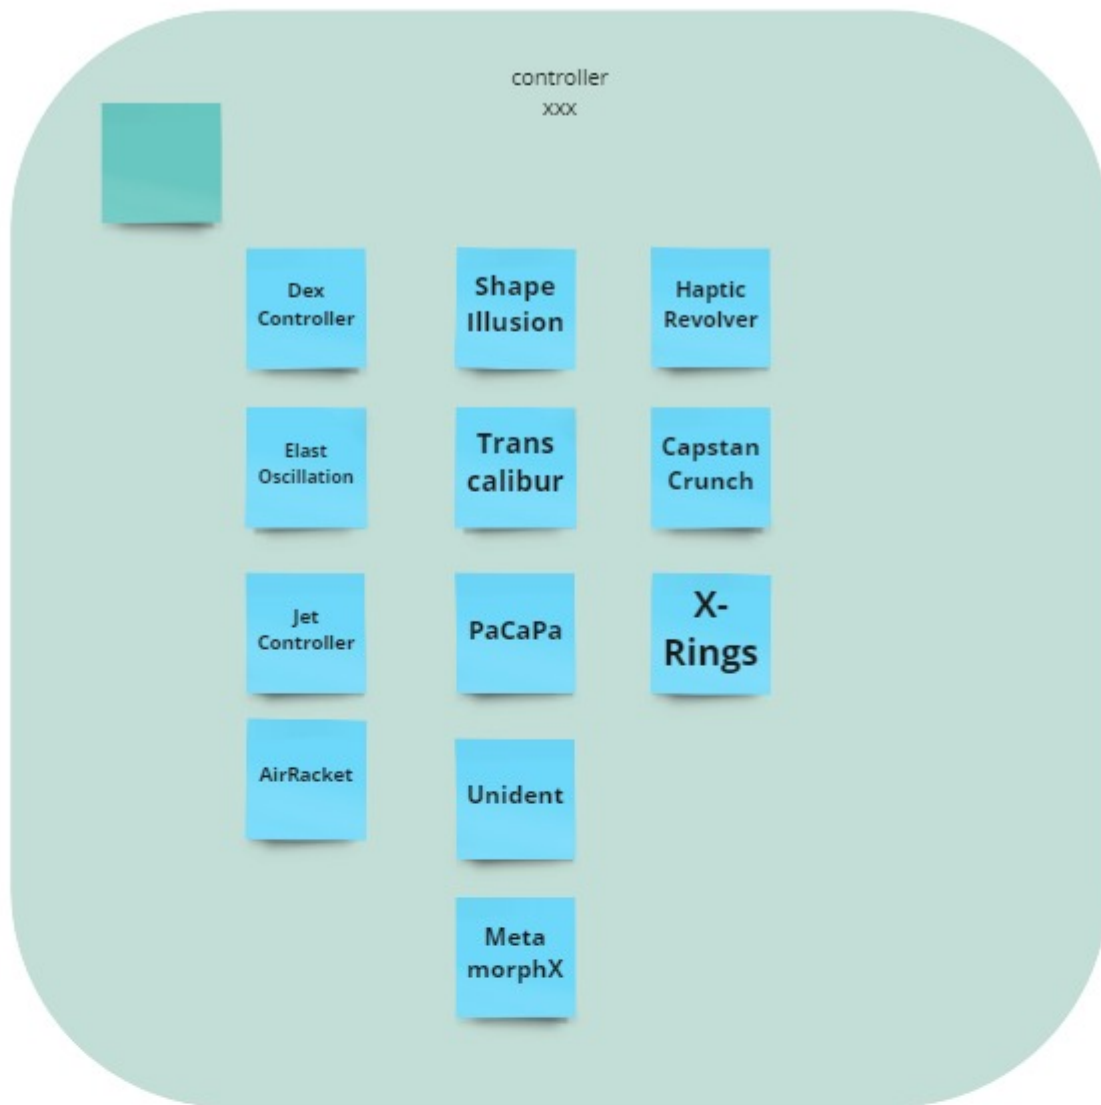 controller
xxx
Dex
Controller
Shape
Illusion
Haptic
Revolver
Elast
Oscillation
Trans
calibur
Capstan
Crunch
Jet
Controller
PaCaPa
X-
Rings
AirRacket
Unident
Meta
morphX